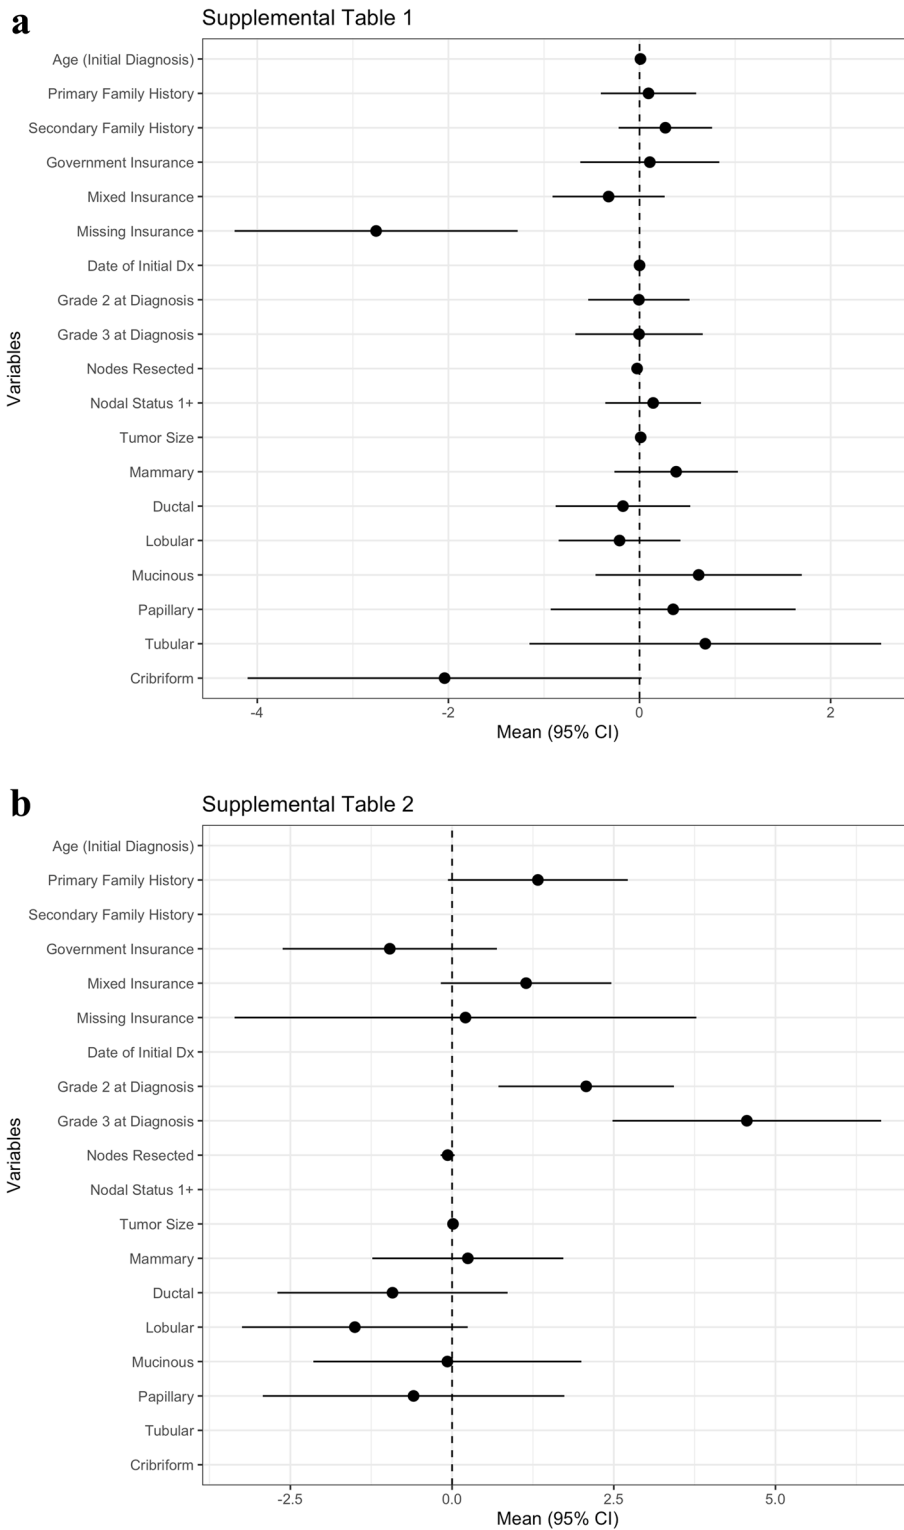 a
Supplemental Table 1
Age (Initial Diagnosis)
Primary Family History
Secondary Family History
Government Insurance
Mixed Insurance
Missing Insurance
Date of Initial Dx
Grade 2 at Diagnosis
Grade 3 at Diagnosis
Nodes Resected
Nodal Status 1+
Tumor Size
Mammary
Ductal
Lobular
Mucinous
Papillary
Tubular
Cribriform
Variables
-4 -2 0 2
Mean (95% CI)
b
Supplemental Table 2
Age (Initial Diagnosis)
Primary Family History
Secondary Family History
Government Insurance
Mixed Insurance
Missing Insurance
Date of Initial Dx
Grade 2 at Diagnosis
Grade 3 at Diagnosis
Nodes Resected
Nodal Status 1+
Tumor Size
Mammary
Ductal
Lobular
Mucinous
Papillary
Tubular
Cribriform
Variables
-2.5 0.0 2.5 5.0
Mean (95% CI)